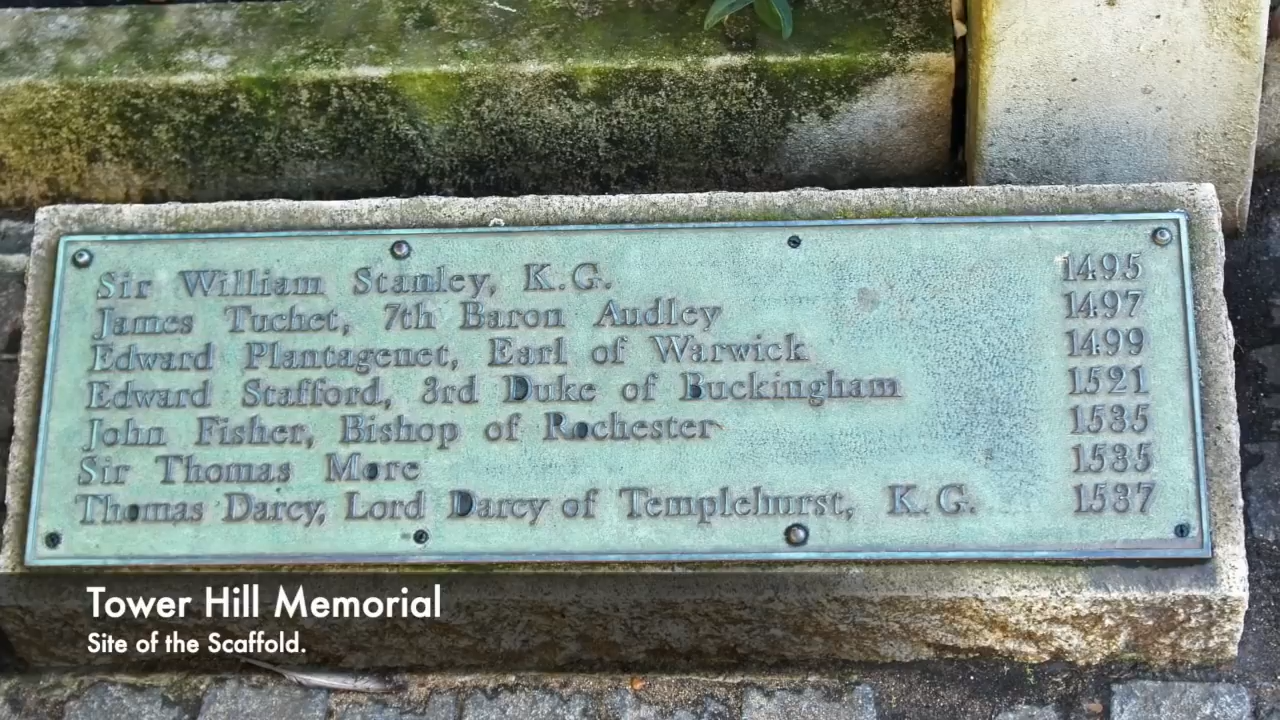 Sir William Stanley, K.G. 1495
James Tuchet, 7th Baron Audley 1497
Edward Plantagenet, Earl of Warwick 1499
Edward Stafford, 3rd Duke of Buckingham 1521
John Fisher, Bishop of Rochester 1535
Sir Thomas More 1535
Thomas Darcy, Lord Darcy of Templehurst, K.G. 1537
Tower Hill Memorial
Site of the Scaffold.